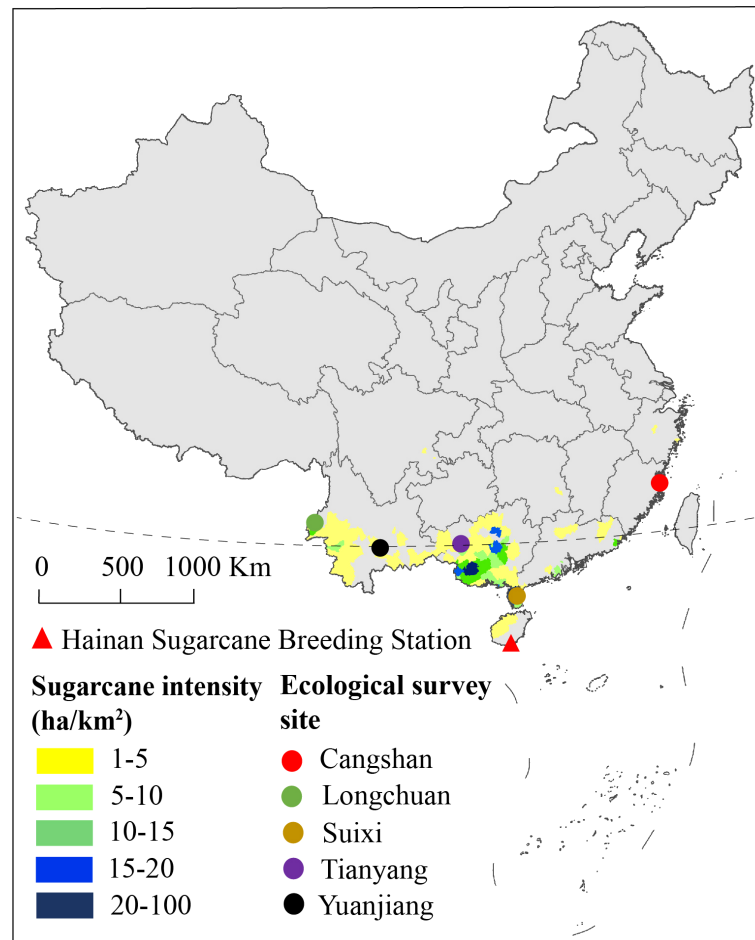 0 500 1000 Km
Hainan Sugarcane Breeding Station
Sugarcane intensity
(ha/km²)
1-5
5-10
10-15
15-20
20-100
Ecological survey
site
Cangshan
Longchuan
Suixi
Tianyang
Yuanjiang